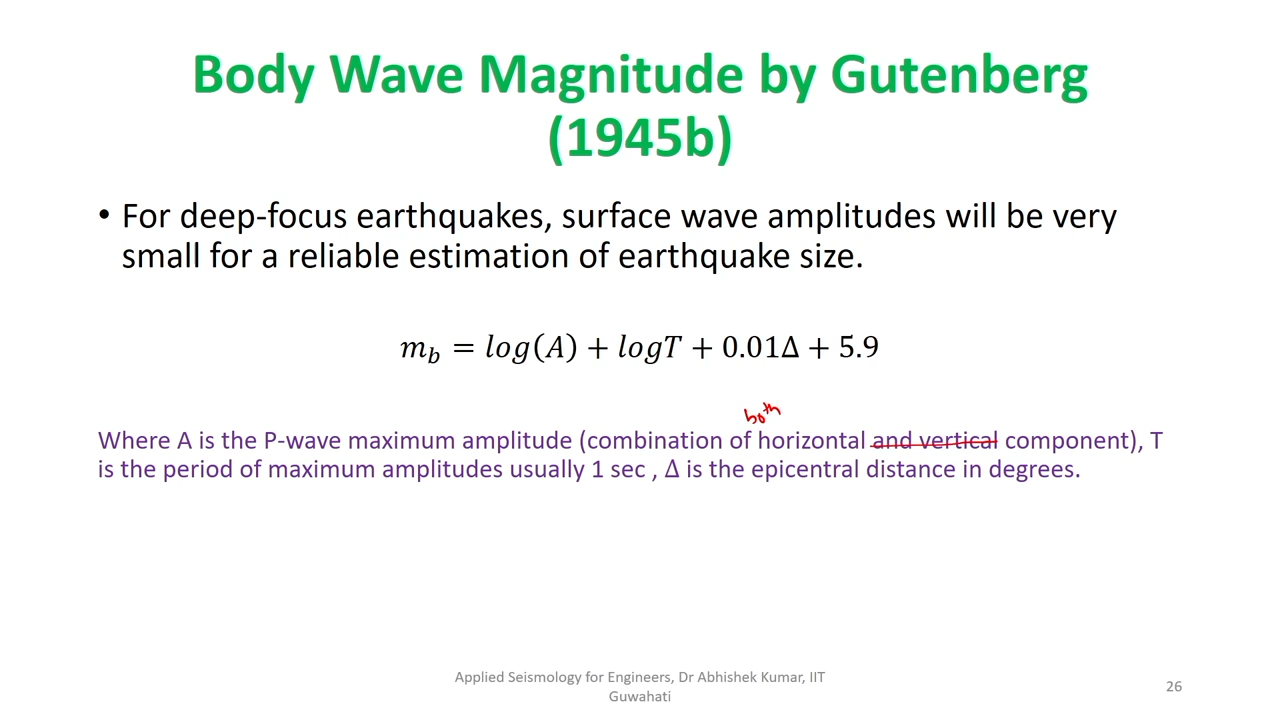 Body Wave Magnitude by Gutenberg
(1945b)
• For deep-focus earthquakes, surface wave amplitudes will be very
small for a reliable estimation of earthquake size.
m_b = log(A) + logT + 0.01Δ + 5.9
both
Where A is the P-wave maximum amplitude (combination of horizontal and vertical component), T
is the period of maximum amplitudes usually 1 sec , Δ is the epicentral distance in degrees.
Applied Seismology for Engineers, Dr Abhishek Kumar, IIT
Guwahati
26